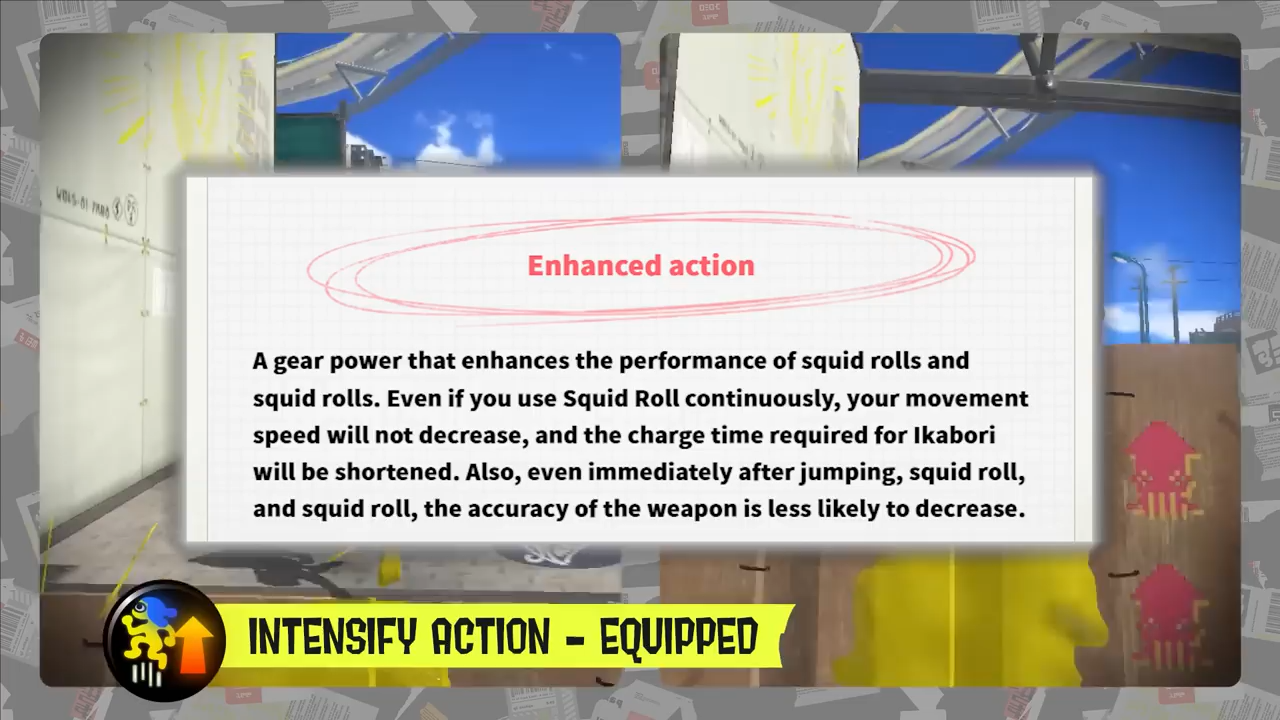 Enhanced action
A gear power that enhances the performance of squid rolls and
squid rolls. Even if you use Squid Roll continuously, your movement
speed will not decrease, and the charge time required for Ikabori
will be shortened. Also, even immediately after jumping, squid roll,
and squid roll, the accuracy of the weapon is less likely to decrease.
INTENSIFY ACTION - EQUIPPED